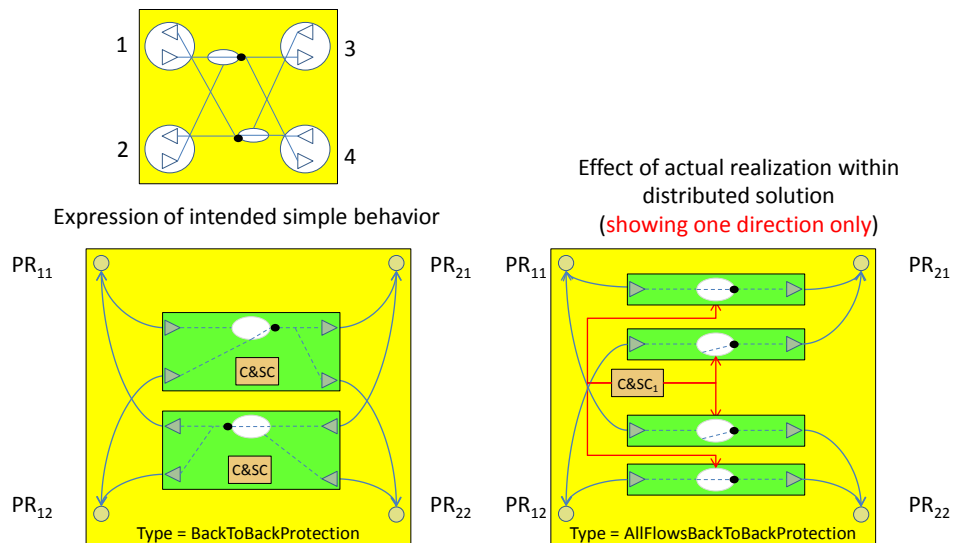 1
3
2
4
Expression of intended simple behavior
Effect of actual realization within
distributed solution
(showing one direction only)
PR11
PR21
C&SC
C&SC
PR12
PR22
Type = BackToBackProtection
PR11
PR21
C&SC1
PR12
PR22
Type = AllFlowsBackToBackProtection